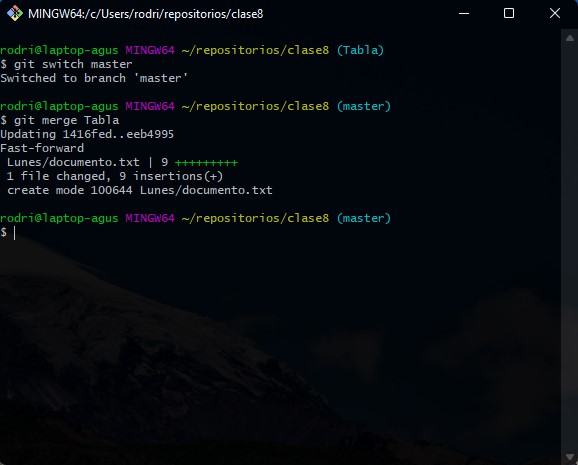 MINGW64:/c/Users/rodri/repositorios/clase8
rodri@laptop-agus MINGW64 ~/repositorios/clase8 (Tabla)
$ git switch master
Switched to branch 'master'
rodri@laptop-agus MINGW64 ~/repositorios/clase8 (master)
$ git merge Tabla
Updating 1416fed..eeb4995
Fast-forward
 Lunes/documento.txt | 9 +++++++++
 1 file changed, 9 insertions(+)
 create mode 100644 Lunes/documento.txt
rodri@laptop-agus MINGW64 ~/repositorios/clase8 (master)
$